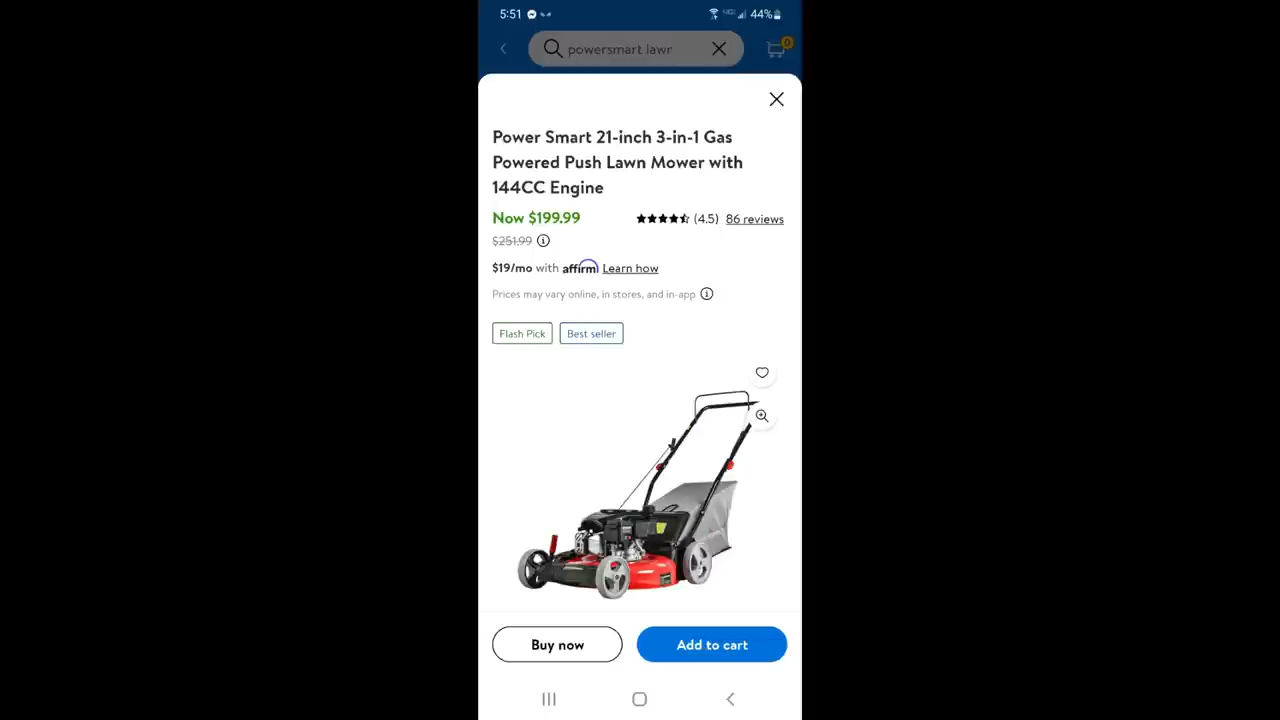 5:51
44%
powersmart lawr
0
Power Smart 21-inch 3-in-1 Gas
Powered Push Lawn Mower with
144CC Engine
Now $199.99
(4.5) 86 reviews
$251.99
$19/mo with affirm Learn how
Prices may vary online, in stores, and in-app
Flash Pick
Best seller
Buy now
Add to cart